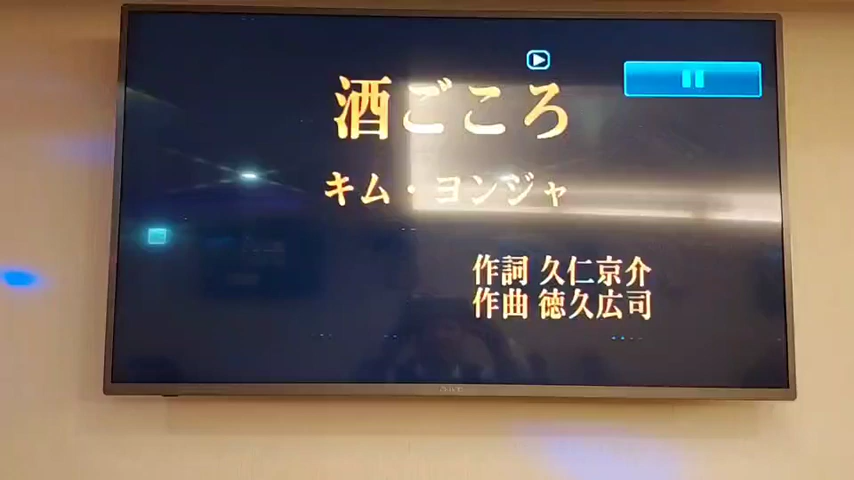 酒ごころ
キム・ヨンジャ
作詞 久仁京介
作曲 徳久広司